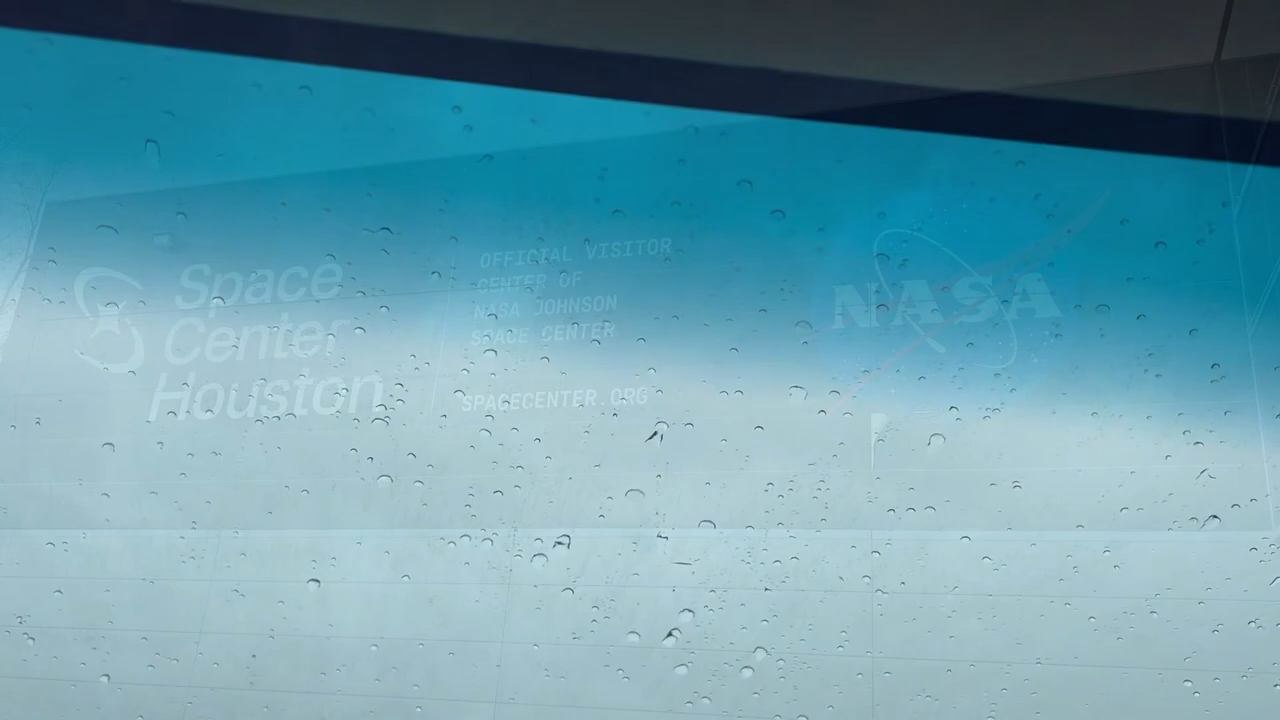 Space
Center
Houston
OFFICIAL VISITOR
CENTER OF
NASA JOHNSON
SPACE CENTER
SPACECENTER.ORG
NASA